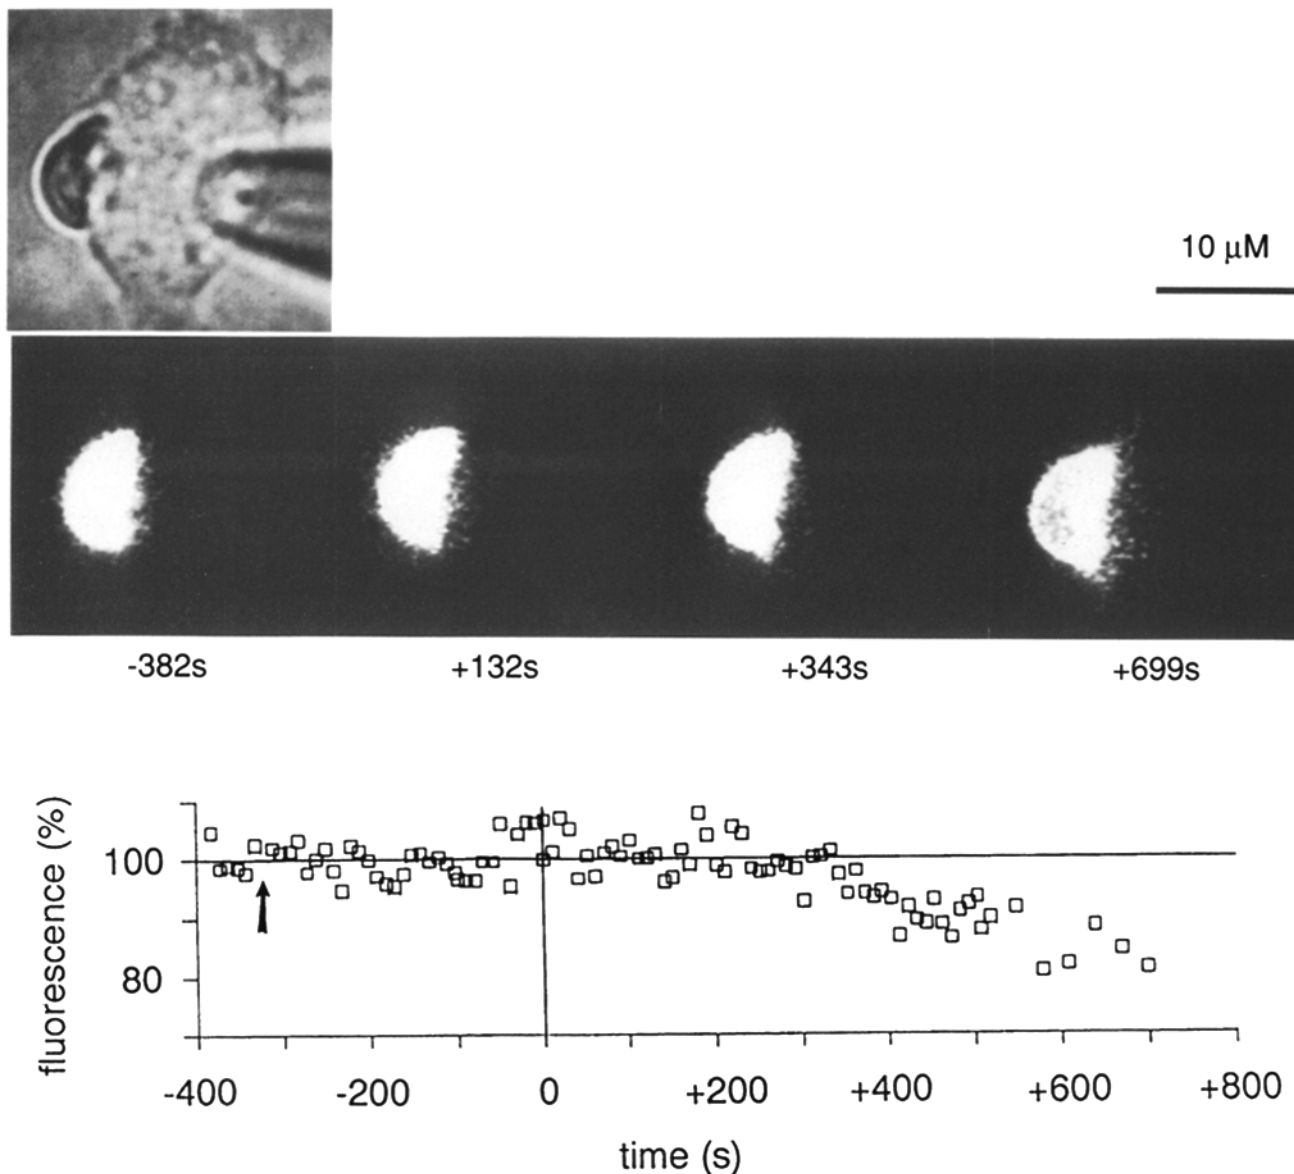 10 μM
-382s
+132s
+343s
+699s
fluorescence (%)
100
80
-400
-200
0
+200
+400
+600
+800
time (s)